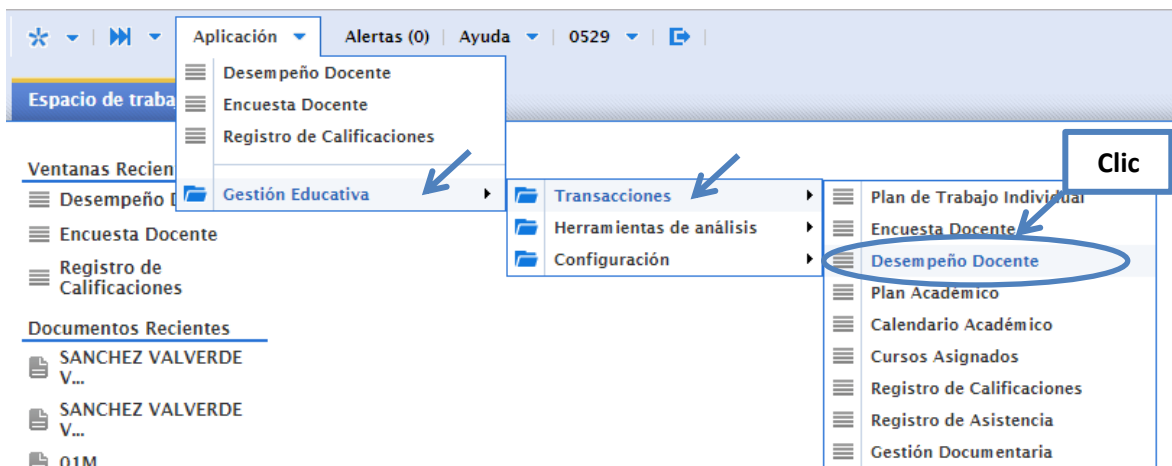 Aplicación
Alertas (0)
Ayuda
0529
Espacio de traba
Desempeño Docente
Encuesta Docente
Registro de Calificaciones
Gestión Educativa
Ventanas Recien
Desempeño D
Encuesta Docente
Registro de
Calificaciones
Documentos Recientes
SANCHEZ VALVERDE
V...
SANCHEZ VALVERDE
V...
01M
Transacciones
Herramientas de análisis
Configuración
Clic
Plan de Trabajo Individual
Encuesta Docente
Desempeño Docente
Plan Académico
Calendario Académico
Cursos Asignados
Registro de Calificaciones
Registro de Asistencia
Gestión Documentaria